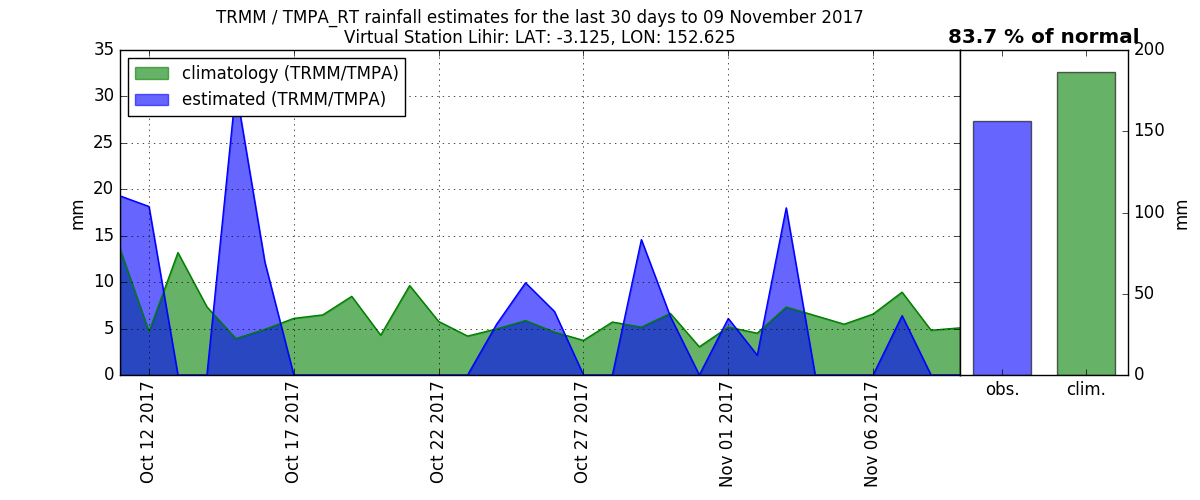 TRMM / TMPA_RT rainfall estimates for the last 30 days to 09 November 2017
Virtual Station Lihir: LAT: -3.125, LON: 152.625
83.7 % of normal
climatology (TRMM/TMPA)
estimated (TRMM/TMPA)
35
30
25
20
15
10
5
0
mm
Oct 12 2017
Oct 17 2017
Oct 22 2017
Oct 27 2017
Nov 01 2017
Nov 06 2017
200
150
100
50
0
mm
obs.
clim.